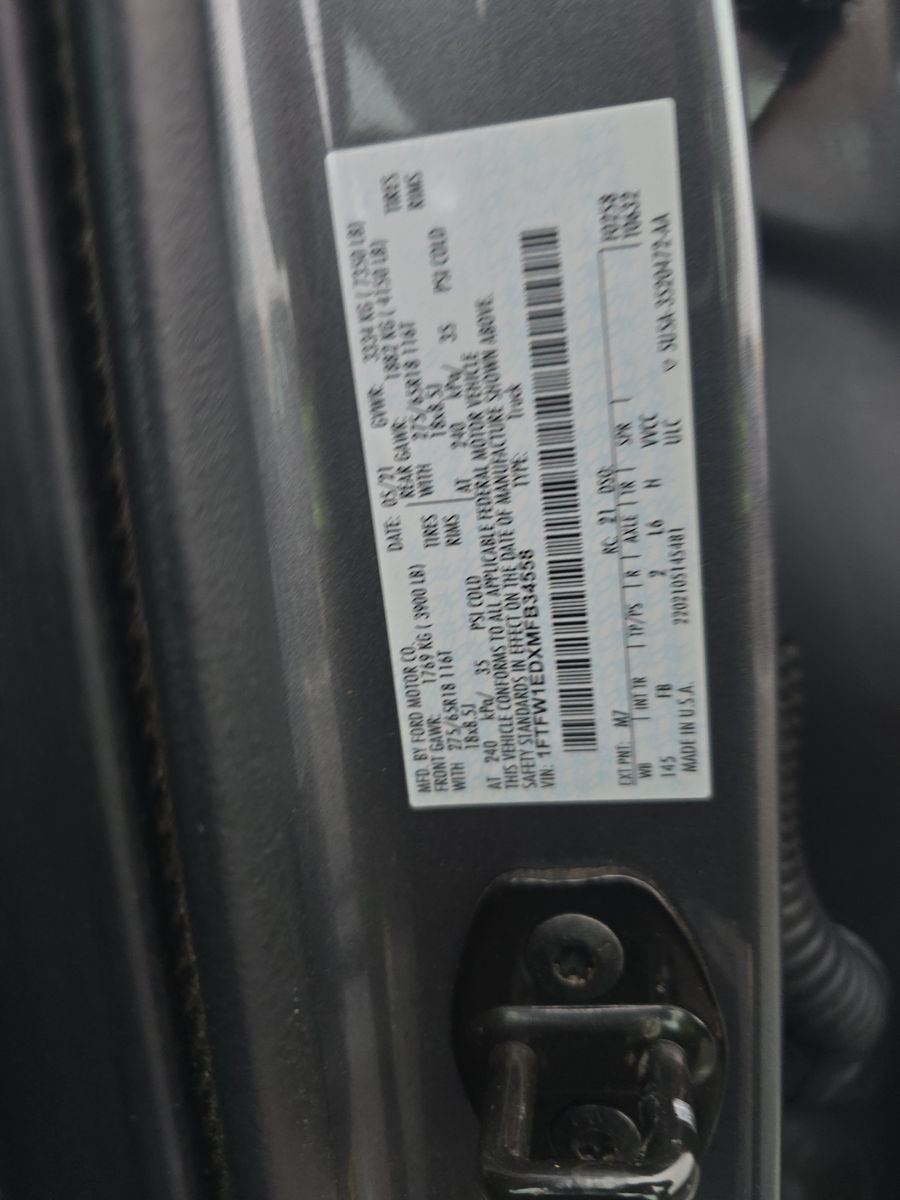 MFD. BY FORD MOTOR CO. DATE: 05/21 GVWR: 3334 KG ( 7350 LB)
FRONT GAWR: 1769 KG ( 3900 LB) REAR GAWR: 1882 KG ( 4150 LB)
WITH 275/65R18 116T TIRES WITH 275/65R18 116T TIRES
18x8.5J RIMS 18x8.5J RIMS
AT 240 kPa/ 35 PSI COLD AT 240 kPa/ 35 PSI COLD
THIS VEHICLE CONFORMS TO ALL APPLICABLE FEDERAL MOTOR VEHICLE
SAFETY STANDARDS IN EFFECT ON THE DATE OF MANUFACTURE SHOWN ABOVE.
VIN: 1FTFW1EDXMFB34558 TYPE: Truck
F0258
EXT PNT: M7 RC: 21 DSO: T0632
WB INT TR TP/PS R AXLE TR SPR
145 FB 2 L6 H VVCC
ULC
MADE IN U.S.A. 220210514548I SU5A-3520472-AA